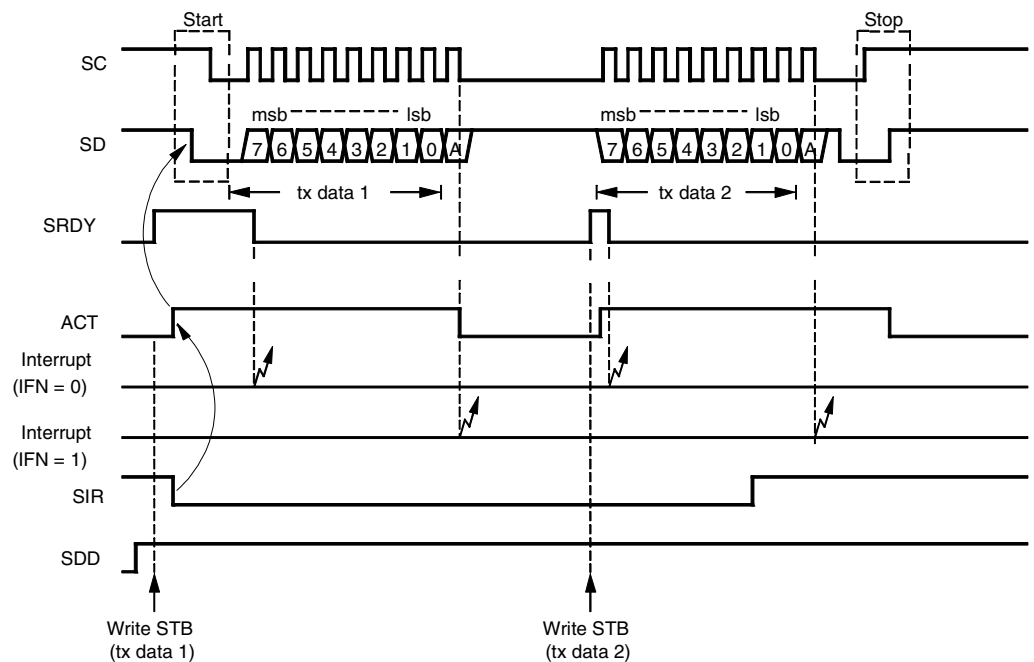 Start
Stop
SC
msb lsb
msb lsb
SD
7 6 5 4 3 2 1 0 A
7 6 5 4 3 2 1 0 A
tx data 1
tx data 2
SRDY
ACT
Interrupt
(IFN = 0)
Interrupt
(IFN = 1)
SIR
SDD
Write STB
(tx data 1)
Write STB
(tx data 2)